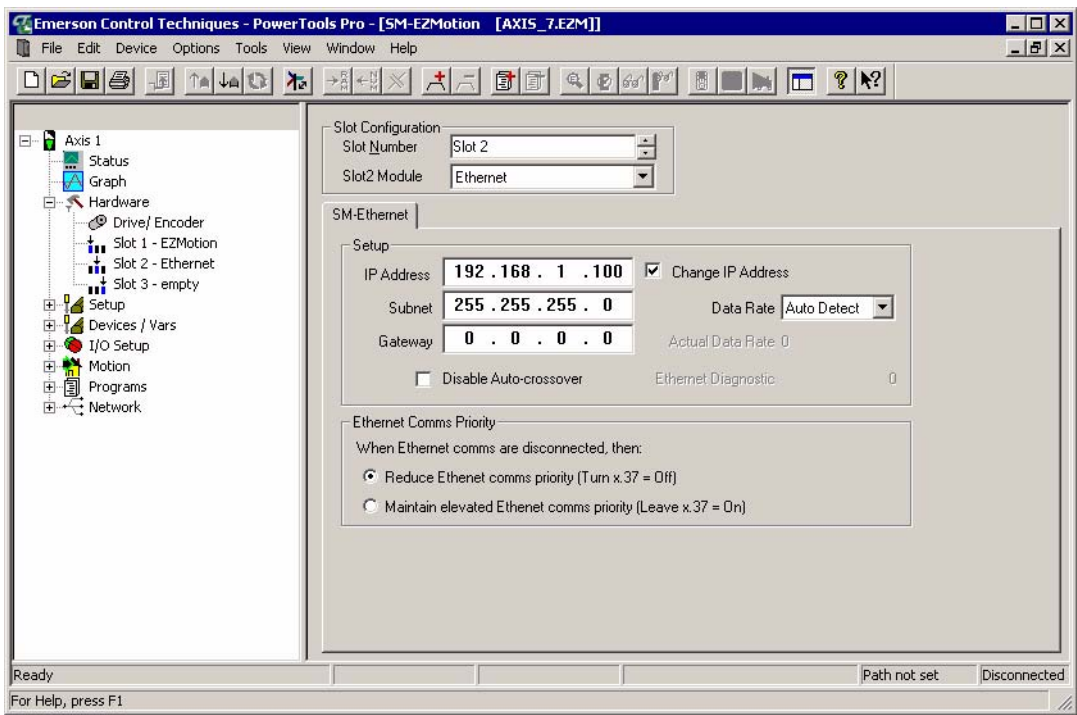 Emerson Control Techniques - PowerTools Pro - [SM-EZMotion [AXIS_7.EZM]]
File Edit Device Options Tools View Window Help
Axis 1
Status
Graph
Hardware
Drive/ Encoder
Slot 1 - EZMotion
Slot 2 - Ethernet
Slot 3 - empty
Setup
Devices / Vars
I/O Setup
Motion
Programs
Network
Slot Configuration
Slot Number Slot 2
Slot2 Module Ethernet
SM-Ethernet
Setup
IP Address 192 . 168 . 1 . 100 Change IP Address
Subnet 255 . 255 . 255 . 0 Data Rate Auto Detect
Gateway 0 . 0 . 0 . 0 Actual Data Rate 0
Disable Auto-crossover Ethernet Diagnostic 0
Ethernet Comms Priority
When Ethernet comms are disconnected, then:
Reduce Ethenet comms priority (Turn x.37 = Off)
Maintain elevated Ethenet comms priority (Leave x.37 = On)
Ready Path not set Disconnected
For Help, press F1